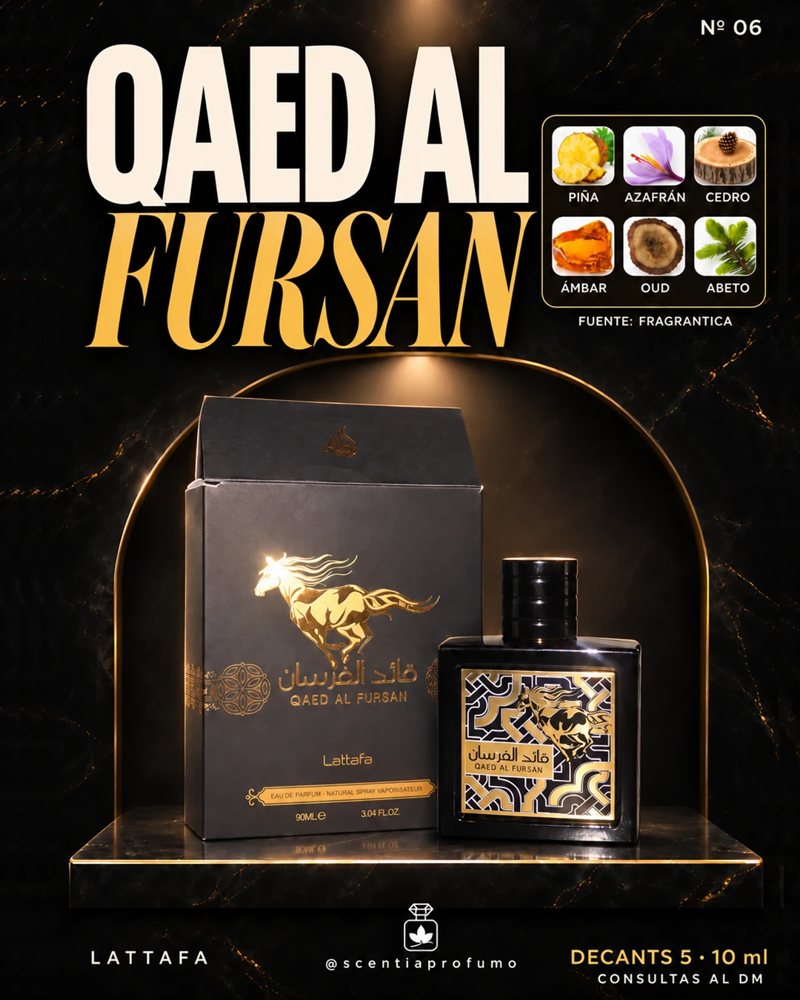 Nº 06
QAED AL
FURSAN
PIÑA AZAFRÁN CEDRO
ÁMBAR OUD ABETO
FUENTE: FRAGRANTICA
قائد الفرسان
QAED AL FURSAN
Lattafa
EAU DE PARFUM · NATURAL SPRAY VAPORISATEUR
90ML ℮ 3.04 FL.OZ.
قائد الفرسان
QAED AL FURSAN
LATTAFA
@scentiaprofumo
DECANTS 5 · 10 ml
CONSULTAS AL DM